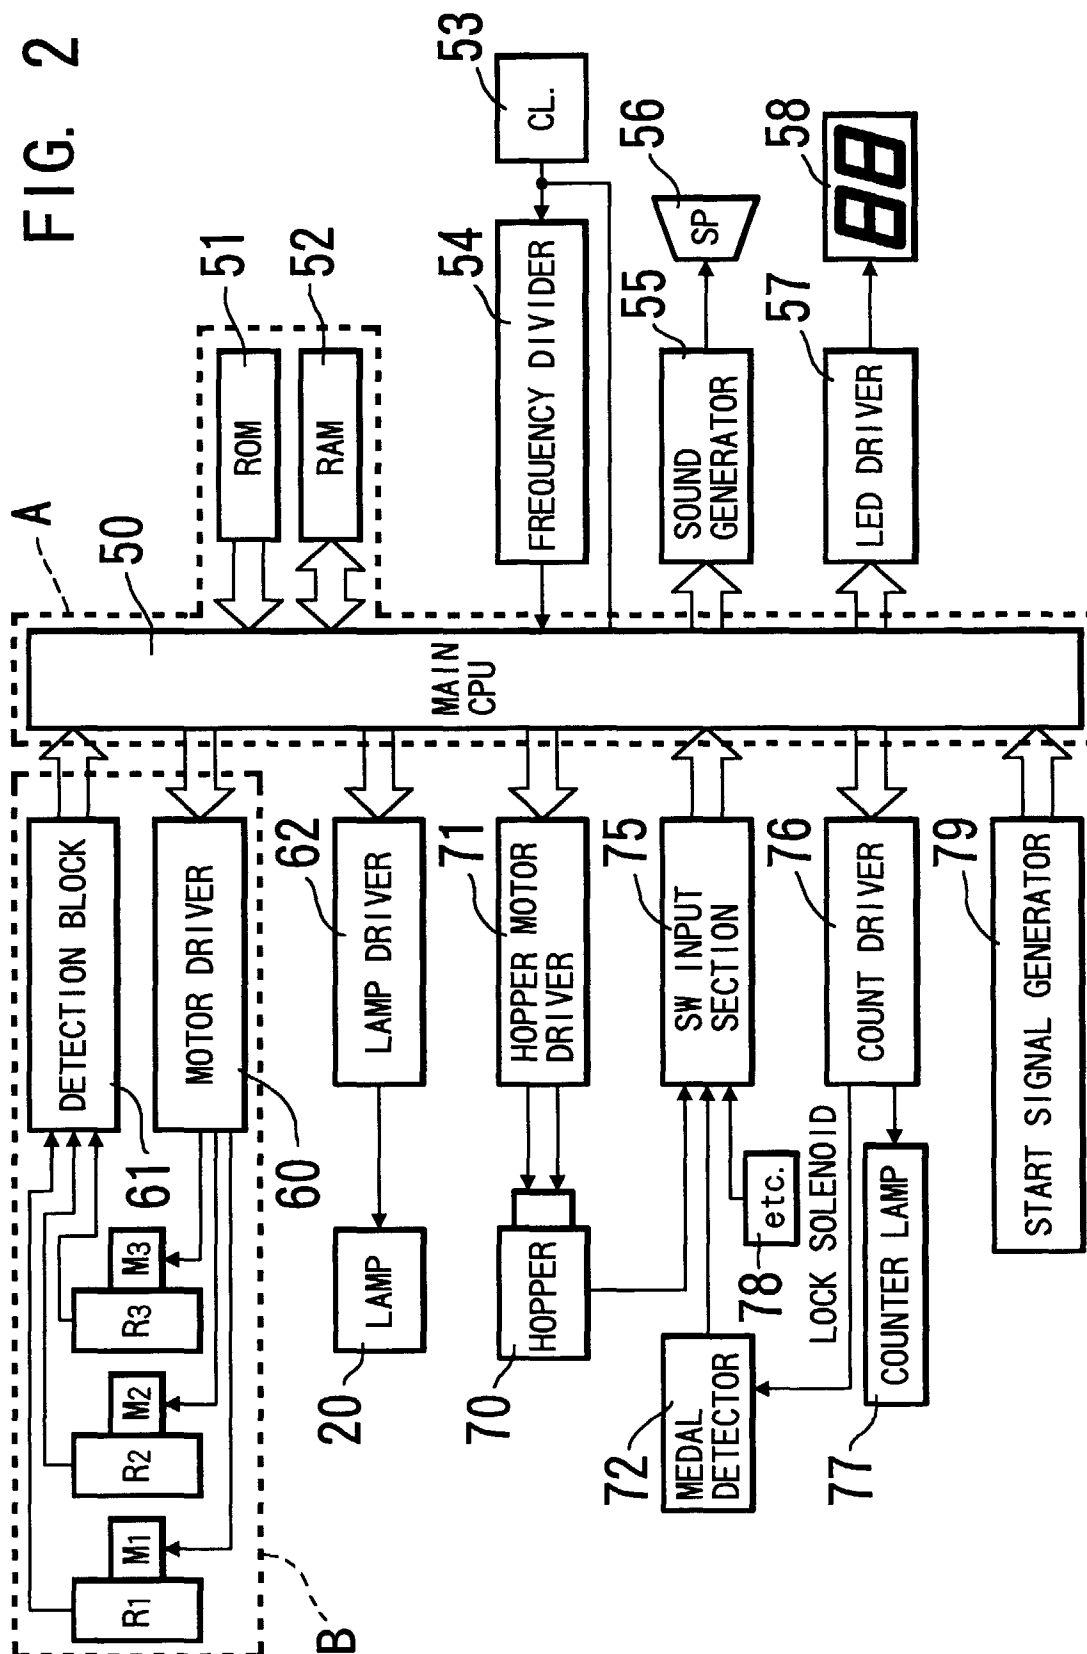 FIG. 2
A
50
MAIN
CPU
51
ROM
52
RAM
53
CL.
54
FREQUENCY DIVIDER
55
SOUND
GENERATOR
56
SP
57
LED DRIVER
58
88
61
DETECTION BLOCK
60
MOTOR DRIVER
R1
M1
R2
M2
R3
M3
B
62
LAMP DRIVER
20
LAMP
71
HOPPER MOTOR
DRIVER
70
HOPPER
75
SW INPUT
SECTION
72
MEDAL
DETECTOR
78
etc.
76
COUNT DRIVER
LOCK SOLENOID
77
COUNTER LAMP
79
START SIGNAL GENERATOR